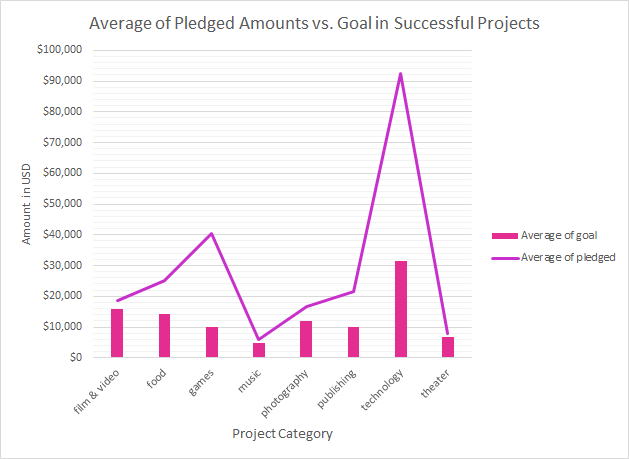 Average of Pledged Amounts vs. Goal in Successful Projects
$100,000
$90,000
$80,000
$70,000
$60,000
$50,000
$40,000
$30,000
$20,000
$10,000
$0
Amount in USD
film & video
food
games
music
photography
publishing
technology
theater
Project Category
Average of goal
Average of pledged